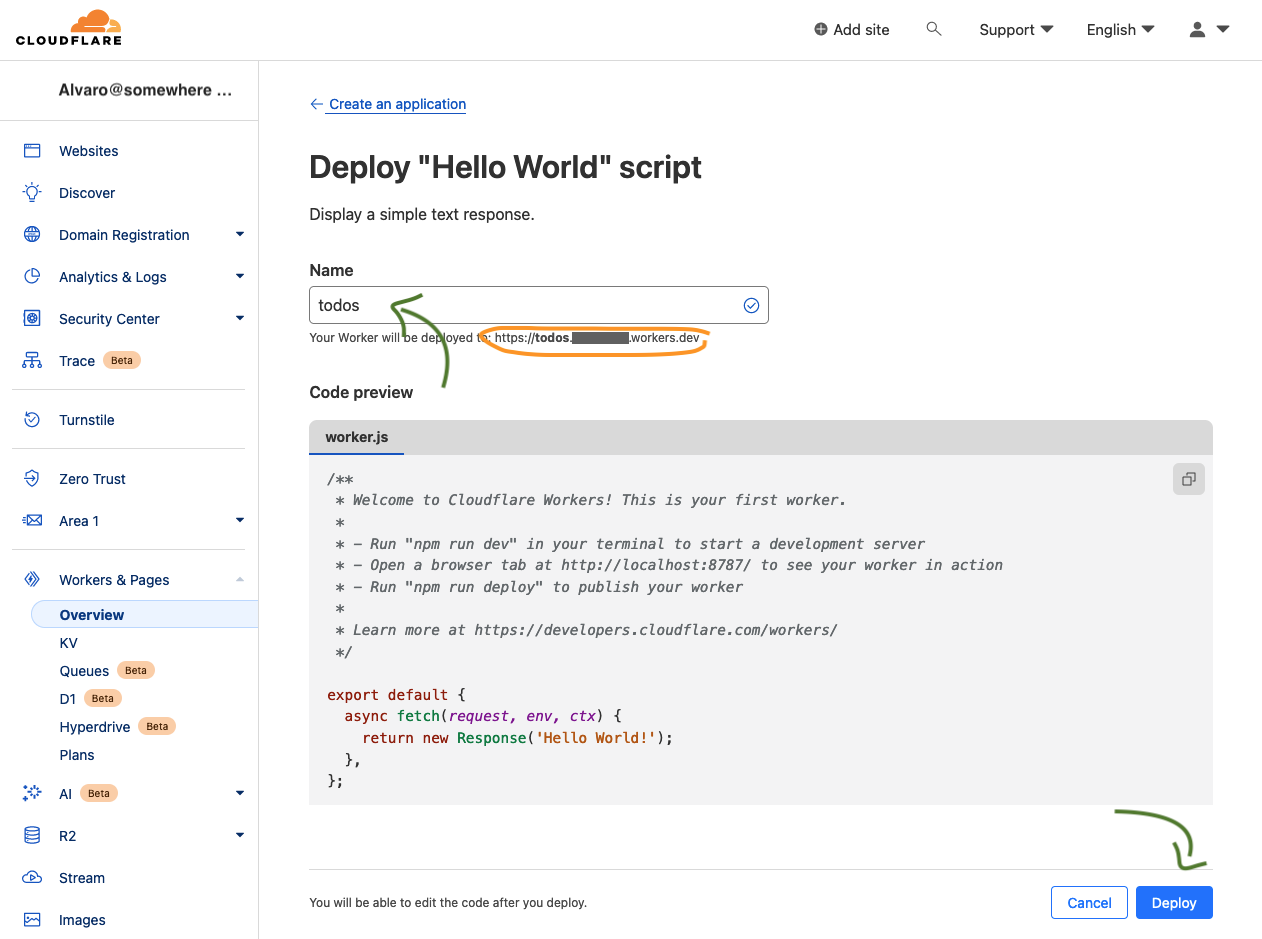 CLOUDFLARE
Add site
Support
English
Alvaro@somewhere ...
Websites
Discover
Domain Registration
Analytics & Logs
Security Center
Trace Beta
Turnstile
Zero Trust
Area 1
Workers & Pages
Overview
KV
Queues Beta
D1 Beta
Hyperdrive Beta
Plans
AI Beta
R2
Stream
Images
← Create an application
Deploy "Hello World" script
Display a simple text response.
Name
todos
Your Worker will be deployed to: https://todos. .workers.dev
Code preview
worker.js
/**
* Welcome to Cloudflare Workers! This is your first worker.
*
* - Run "npm run dev" in your terminal to start a development server
* - Open a browser tab at http://localhost:8787/ to see your worker in action
* - Run "npm run deploy" to publish your worker
*
* Learn more at https://developers.cloudflare.com/workers/
*/
export default {
async fetch(request, env, ctx) {
return new Response('Hello World!');
},
};
You will be able to edit the code after you deploy.
Cancel
Deploy